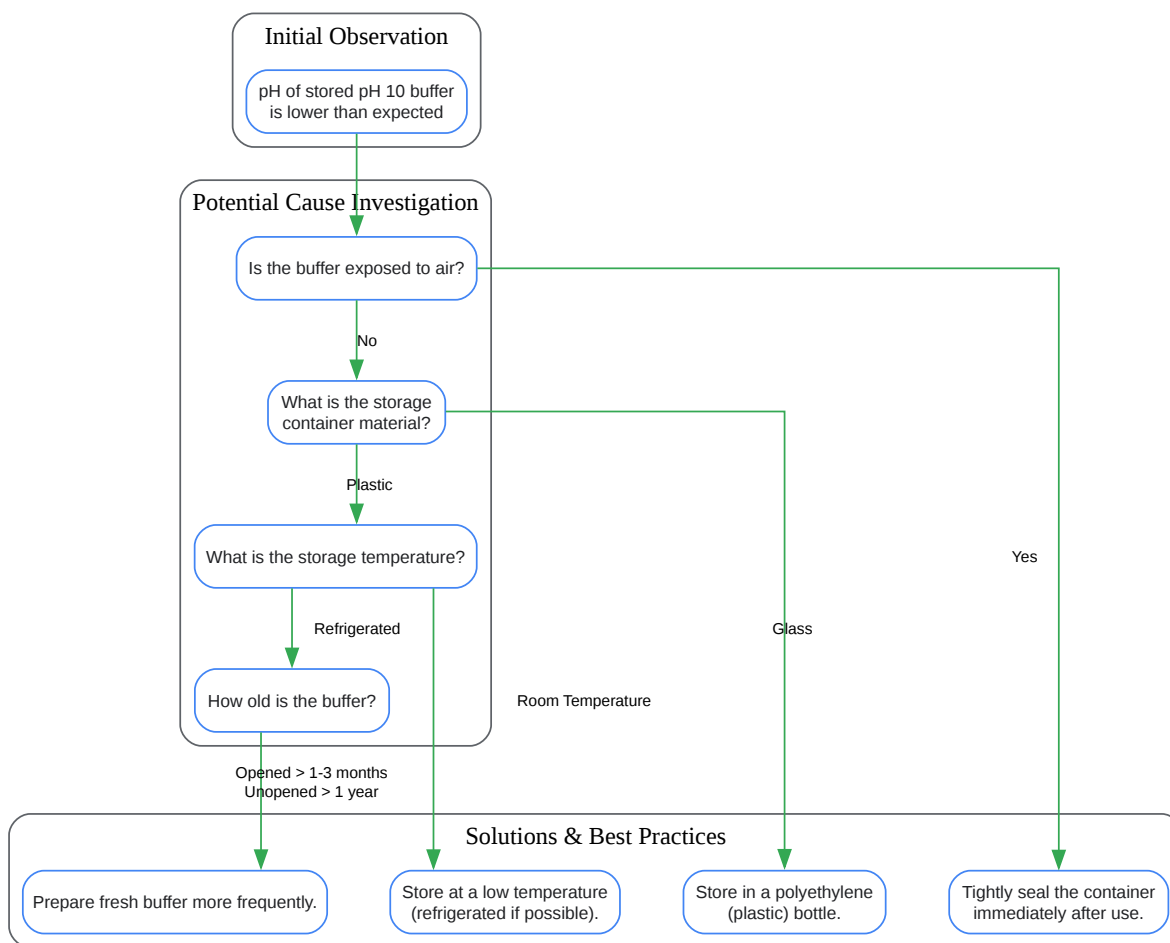 Initial Observation
pH of stored pH 10 buffer
is lower than expected
Potential Cause Investigation
Is the buffer exposed to air?
No
What is the storage
container material?
Plastic
What is the storage temperature?
Yes
Refrigerated
Glass
How old is the buffer?
Room Temperature
Opened > 1-3 months
Unopened > 1 year
Solutions & Best Practices
Prepare fresh buffer more frequently.
Store at a low temperature
(refrigerated if possible).
Store in a polyethylene
(plastic) bottle.
Tightly seal the container
immediately after use.